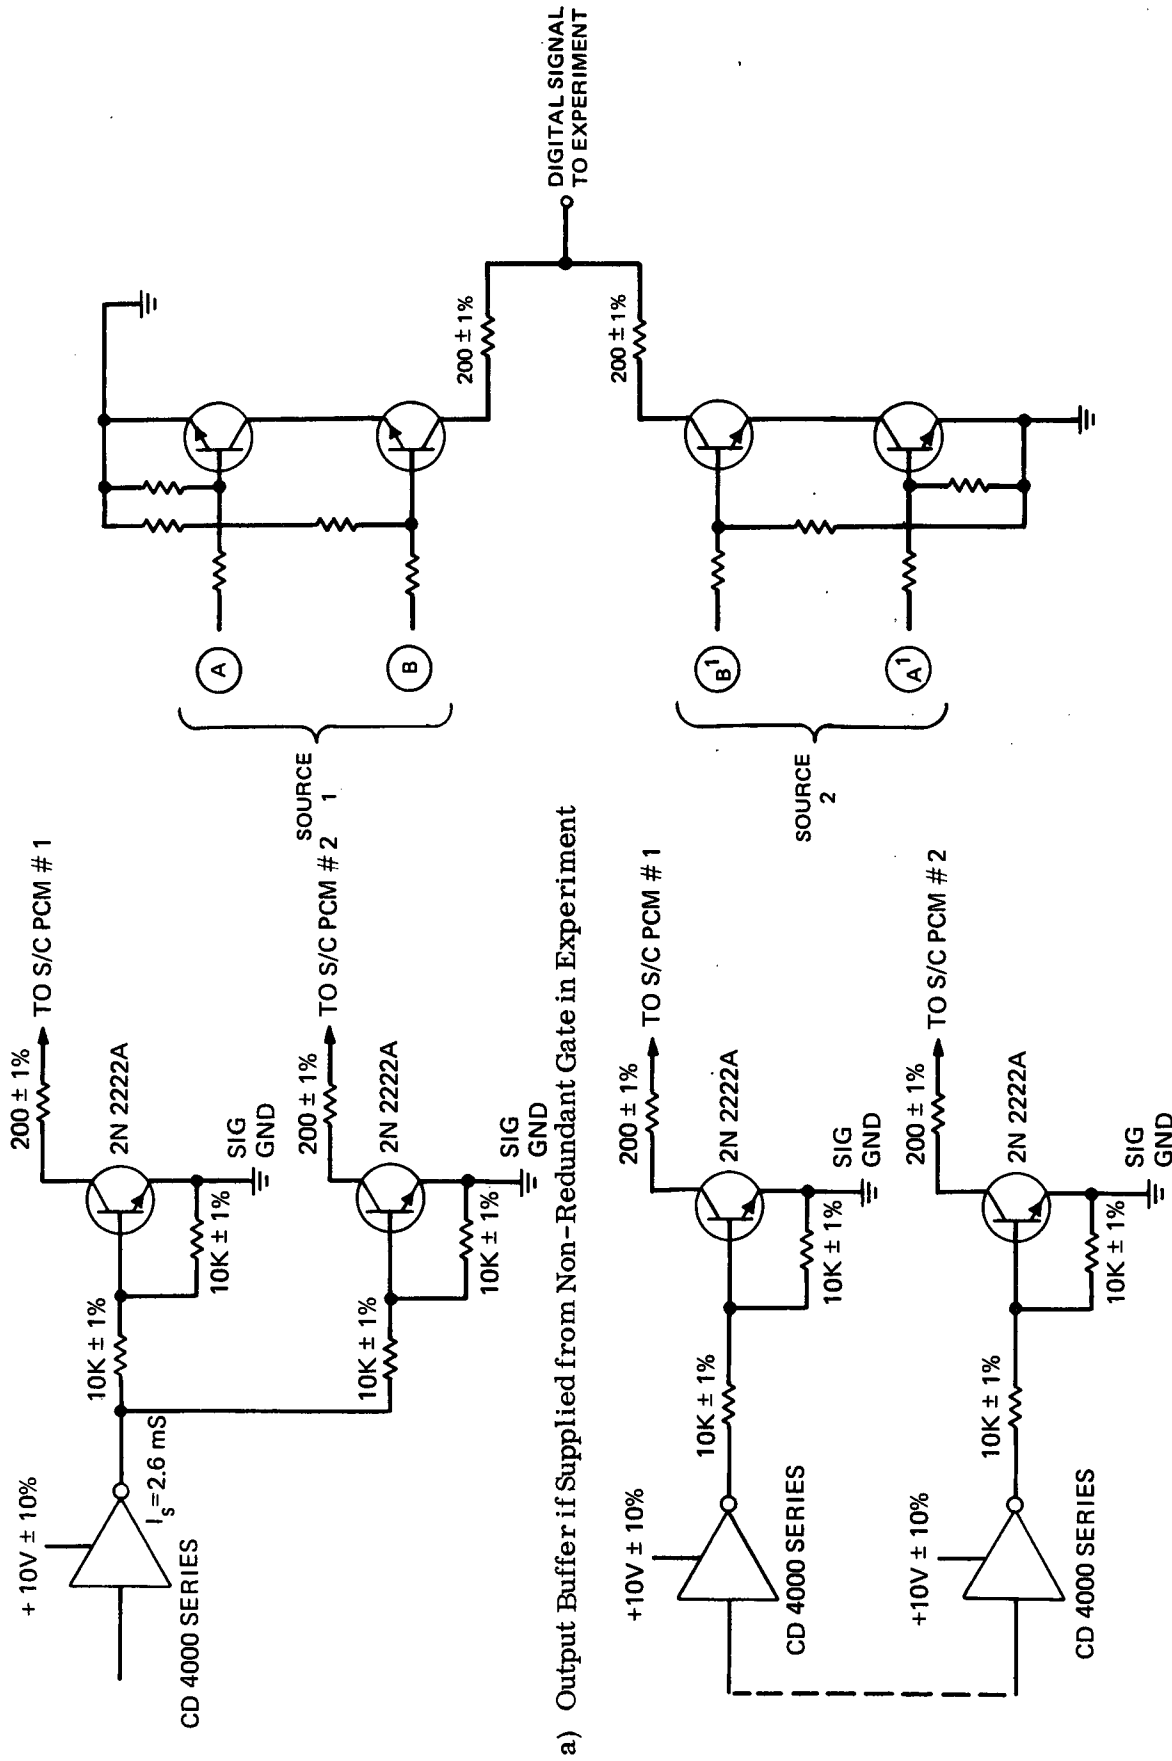 + 10V ± 10%
CD 4000 SERIES
I_s=2.6 mS
10K ± 1%
10K ± 1%
200 ± 1%
TO S/C PCM # 1
2N 2222A
SIG
GND
10K ± 1%
200 ± 1%
TO S/C PCM # 2
2N 2222A
SIG
GND
10K ± 1%
a) Output Buffer if Supplied from Non-Redundant Gate in Experiment
+10V ± 10%
CD 4000 SERIES
10K ± 1%
200 ± 1%
TO S/C PCM # 1
2N 2222A
SIG
GND
10K ± 1%
+10V ± 10%
CD 4000 SERIES
10K ± 1%
200 ± 1%
TO S/C PCM # 2
2N 2222A
SIG
GND
10K ± 1%
SOURCE
1
A
B
200 ± 1%
DIGITAL SIGNAL
TO EXPERIMENT
200 ± 1%
SOURCE
2
B¹
A¹